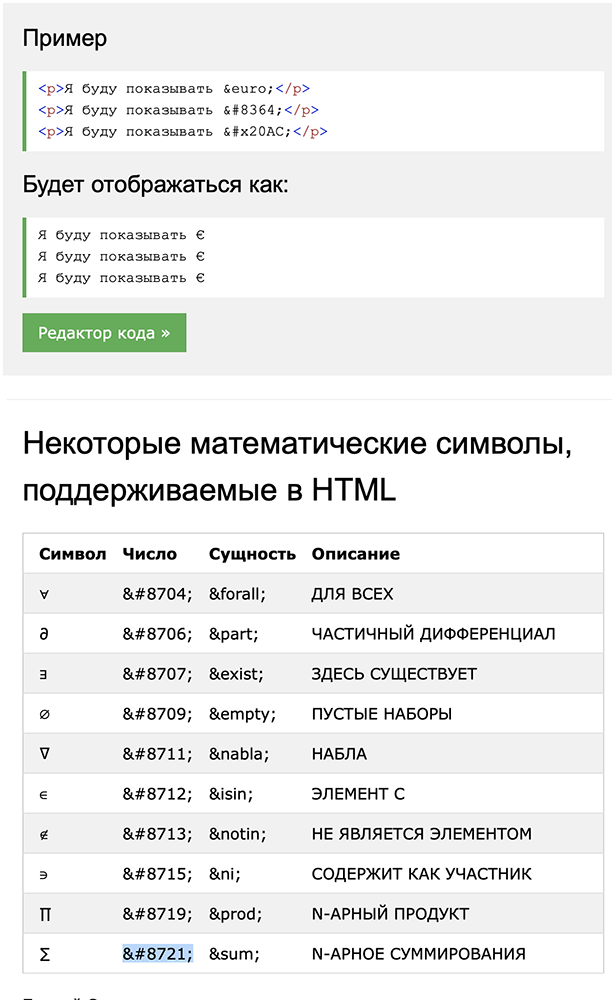 Пример
<p>Я буду показывать &euro;</p>
<p>Я буду показывать &#8364;</p>
<p>Я буду показывать &#x20AC;</p>
Будет отображаться как:
Я буду показывать €
Я буду показывать €
Я буду показывать €
Редактор кода »
Некоторые математические символы,
поддерживаемые в HTML
Символ Число Сущность Описание
∀ &#8704; &forall; ДЛЯ ВСЕХ
∂ &#8706; &part; ЧАСТИЧНЫЙ ДИФФЕРЕНЦИАЛ
∃ &#8707; &exist; ЗДЕСЬ СУЩЕСТВУЕТ
∅ &#8709; &empty; ПУСТЫЕ НАБОРЫ
∇ &#8711; &nabla; НАБЛА
∈ &#8712; &isin; ЭЛЕМЕНТ С
∉ &#8713; &notin; НЕ ЯВЛЯЕТСЯ ЭЛЕМЕНТОМ
∋ &#8715; &ni; СОДЕРЖИТ КАК УЧАСТНИК
∏ &#8719; &prod; N-АРНЫЙ ПРОДУКТ
∑ &#8721; &sum; N-АРНОЕ СУММИРОВАНИЯ